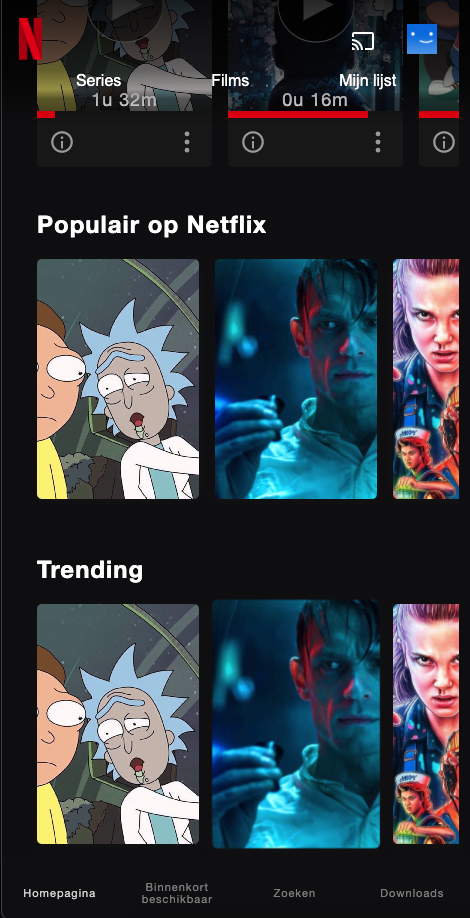 N
Series Films Mijn lijst
1u 32m 0u 16m
Populair op Netflix
Trending
Homepagina Binnenkort beschikbaar Zoeken Downloads